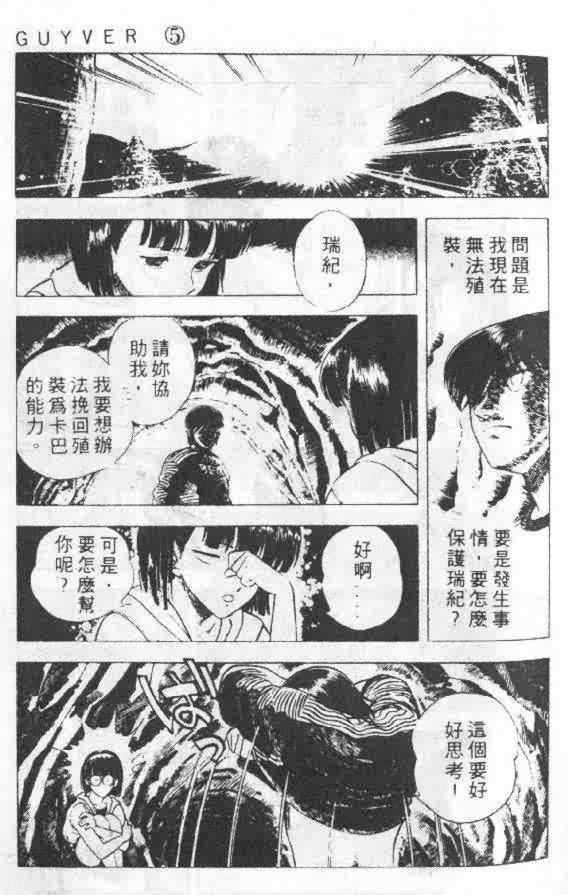 GUYVER ⑤
問題是
我現在
無法殖
裝，
要是發生事
情，要怎麼
保護瑞紀？
瑞紀，
請妳協
助我，
我要想辦
法挽回殖
裝爲卡巴
的能力。
好啊
....
可是，
要怎麼幫
你呢？
這個要好
好思考！
ばっ